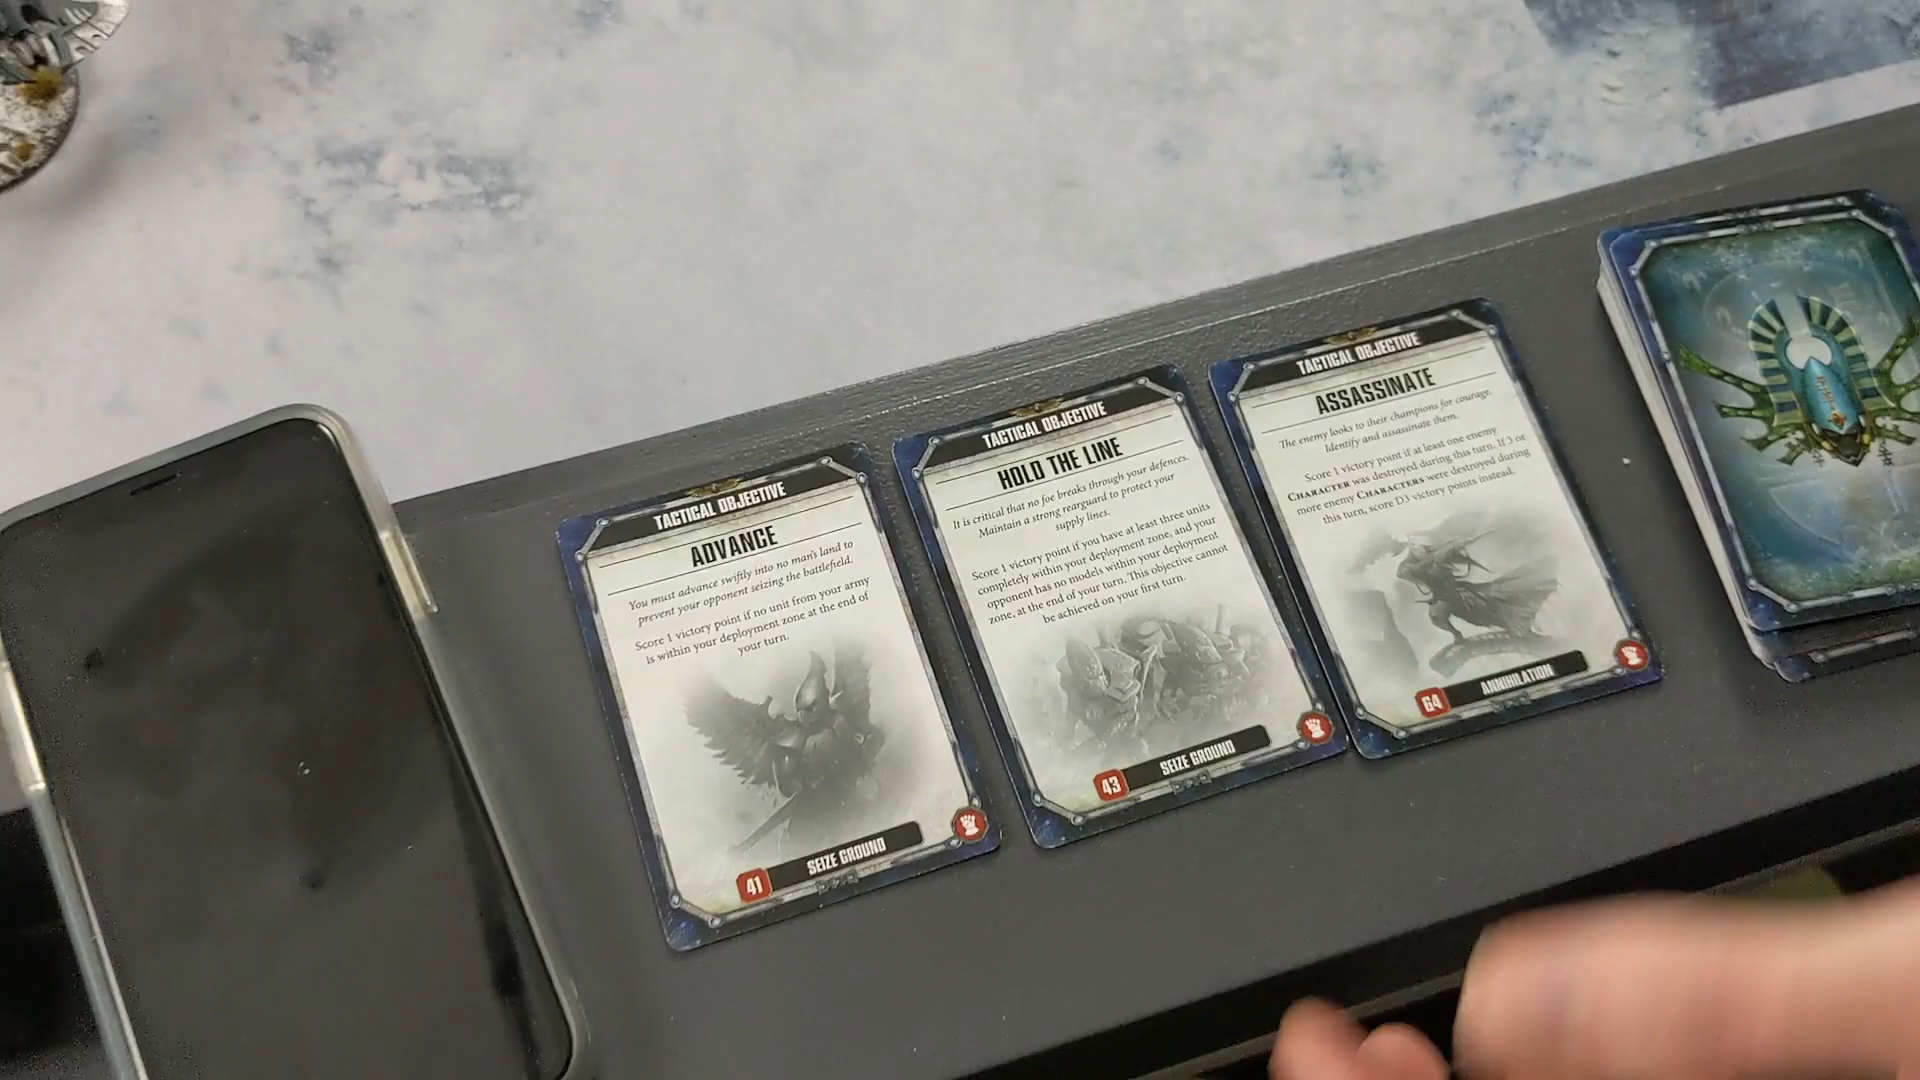 TACTICAL OBJECTIVE
ADVANCE
You must advance swiftly into no man's land to
prevent your opponent seizing the battlefield.
Score 1 victory point if no unit from your army
is within your deployment zone at the end of
your turn.
41
SEIZE GROUND
TACTICAL OBJECTIVE
HOLD THE LINE
It is critical that no foe breaks through your defences.
Maintain a strong rearguard to protect your
supply lines.
Score 1 victory point if you have at least three units
completely within your deployment zone, and your
opponent has no models within your deployment
zone, at the end of your turn. This objective cannot
be achieved on your first turn.
43
SEIZE GROUND
TACTICAL OBJECTIVE
ASSASSINATE
The enemy looks to their champions for courage.
Identify and assassinate them.
Score 1 victory point if at least one enemy
CHARACTER was destroyed during this turn. If 3 or
more enemy CHARACTERS were destroyed during
this turn, score D3 victory points instead.
64
ANNIHILATION